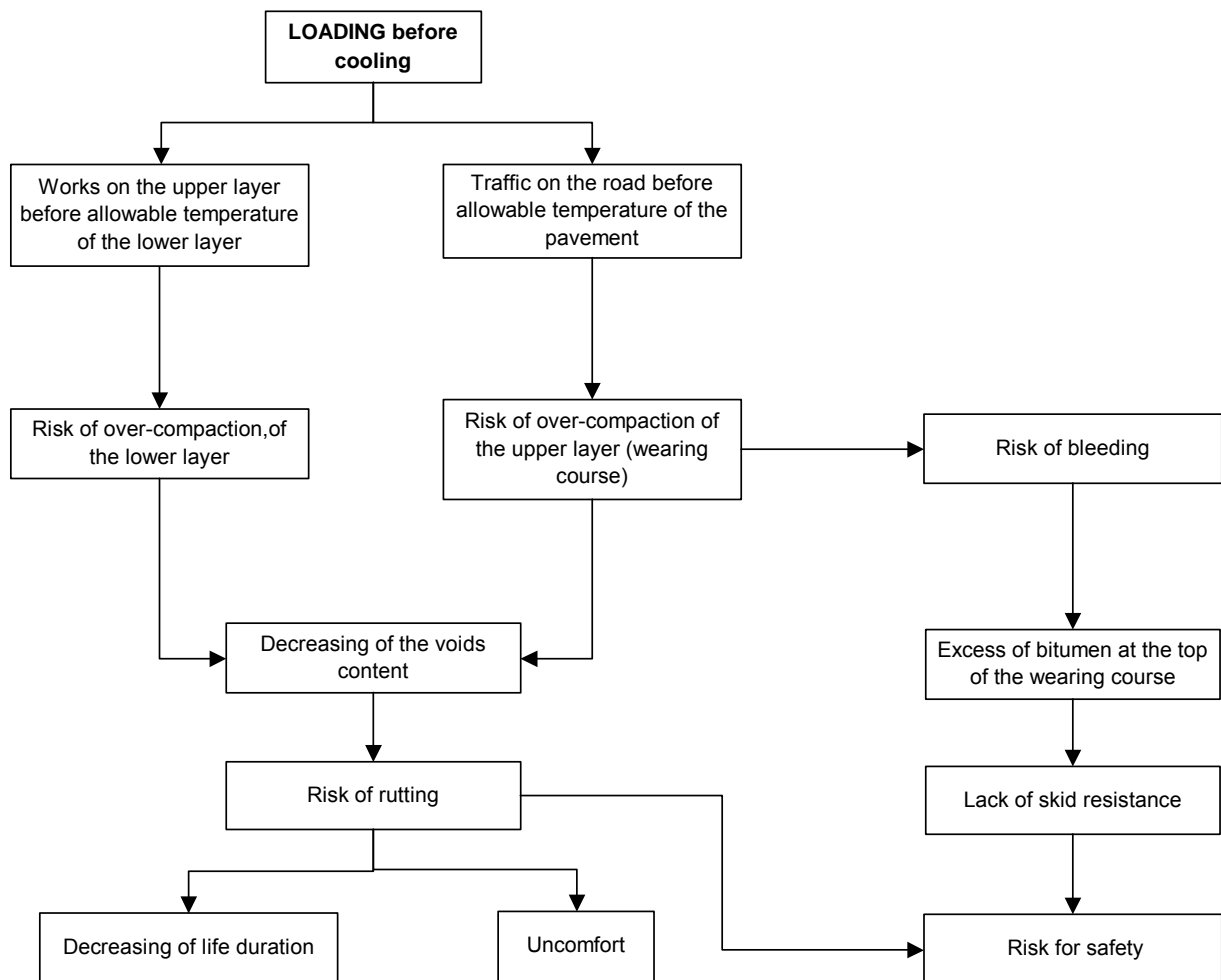 LOADING before
cooling
Works on the upper layer
before allowable temperature
of the lower layer
Traffic on the road before
allowable temperature of the
pavement
Risk of over-compaction,of
the lower layer
Risk of over-compaction of
the upper layer (wearing
course)
Risk of bleeding
Decreasing of the voids
content
Excess of bitumen at the top
of the wearing course
Risk of rutting
Lack of skid resistance
Decreasing of life duration
Uncomfort
Risk for safety